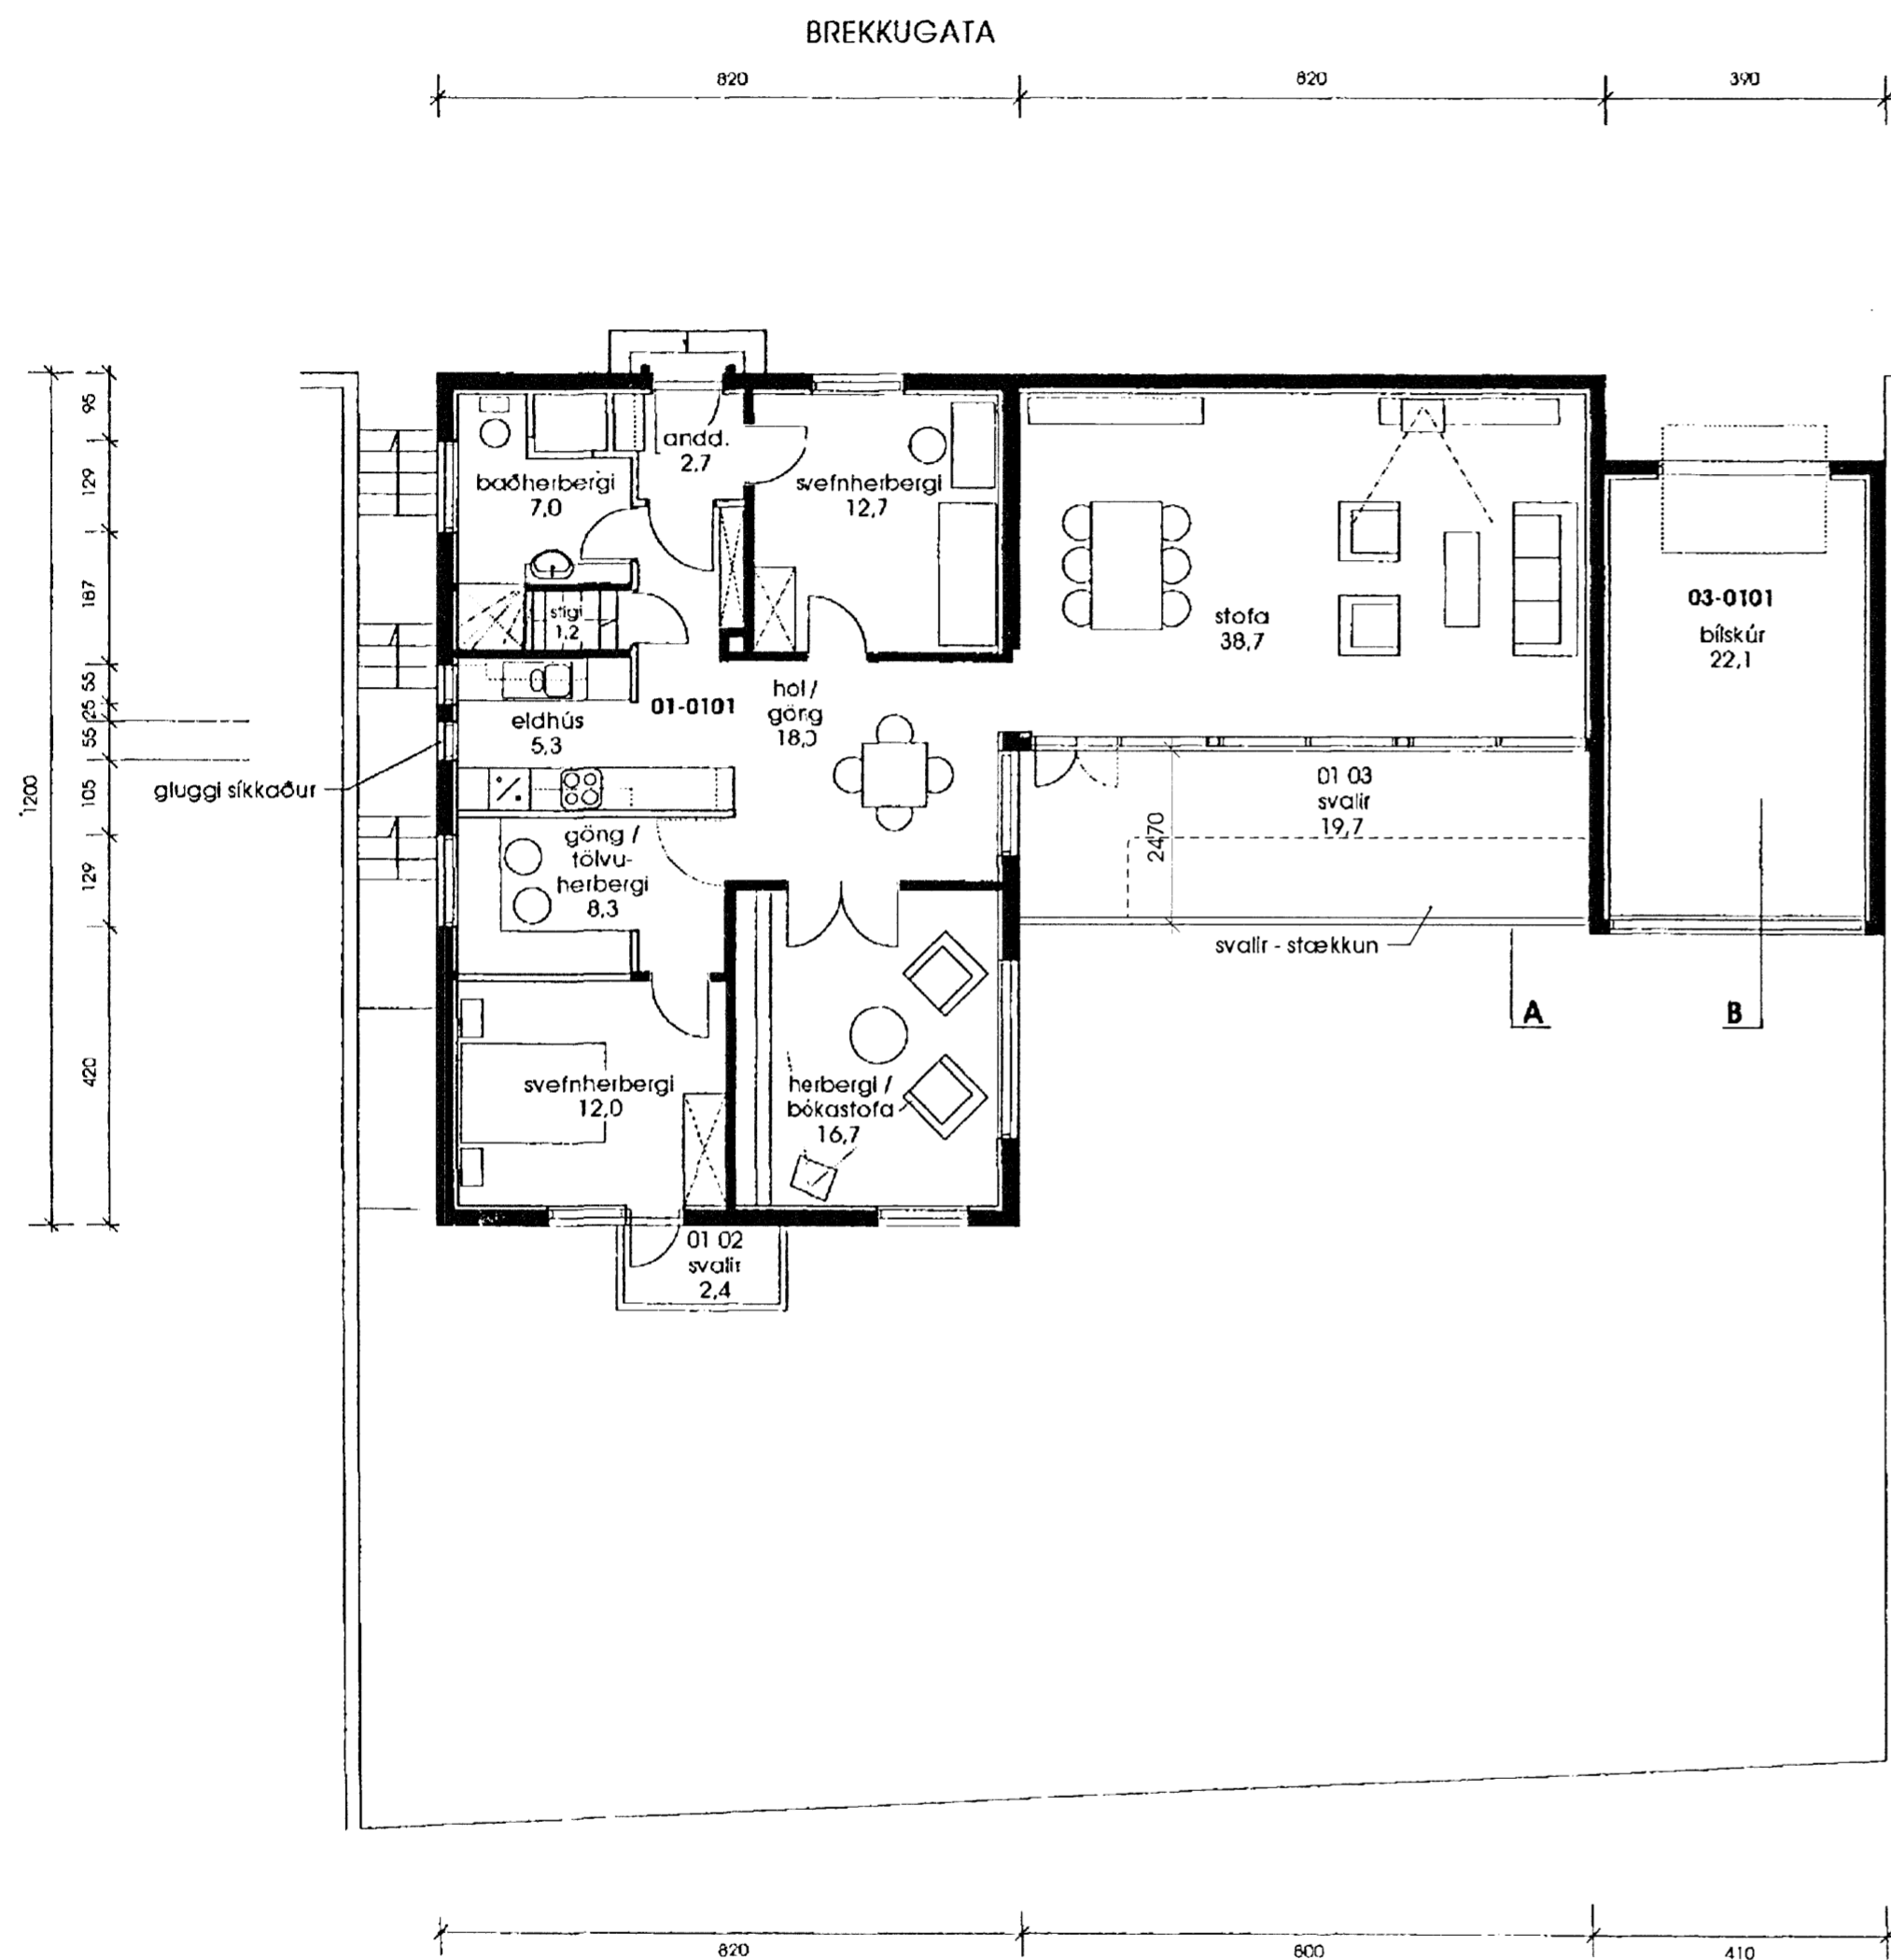 BREKKUGATA
820
820
390
95
129
187
55
25
55
105
129
420
1200
andd.
2,7
baðherbergi
7,0
svefnherbergi
12,7
stigi
1,2
stofa
38,7
03-0101
bílskúr
22,1
eldhús
5,3
01-0101
hol /
göng
18,0
gluggi síkkaður
göng /
tölvu-
herbergi
8,3
01 03
svalir
19,7
2470
svalir - stækkun
A
B
svefnherbergi
12,0
herbergi /
bókastofa
16,7
01 02
svalir
2,4
820
800
410